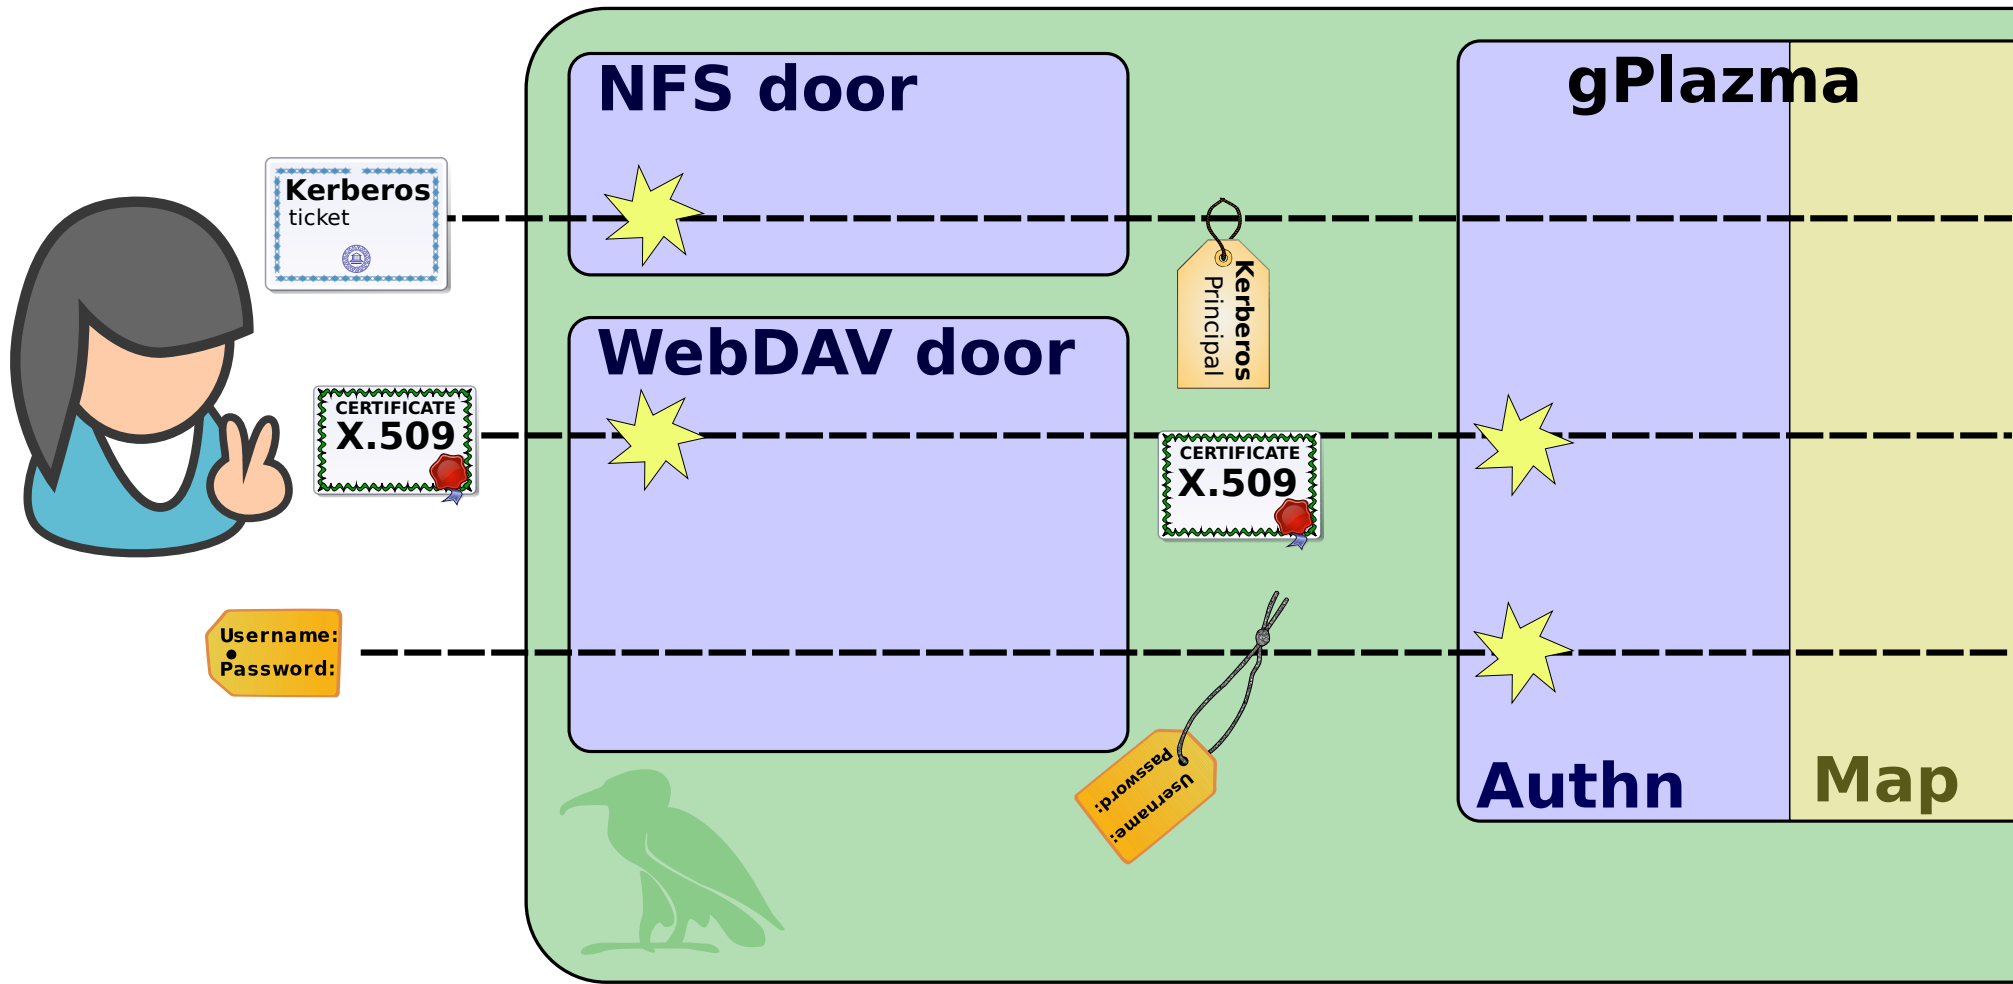 NFS door
gPlazma
Kerberos
ticket
Kerberos
Principal
WebDAV door
CERTIFICATE
X.509
CERTIFICATE
X.509
Username:
Password:
Username:
Password:
Authn
Map